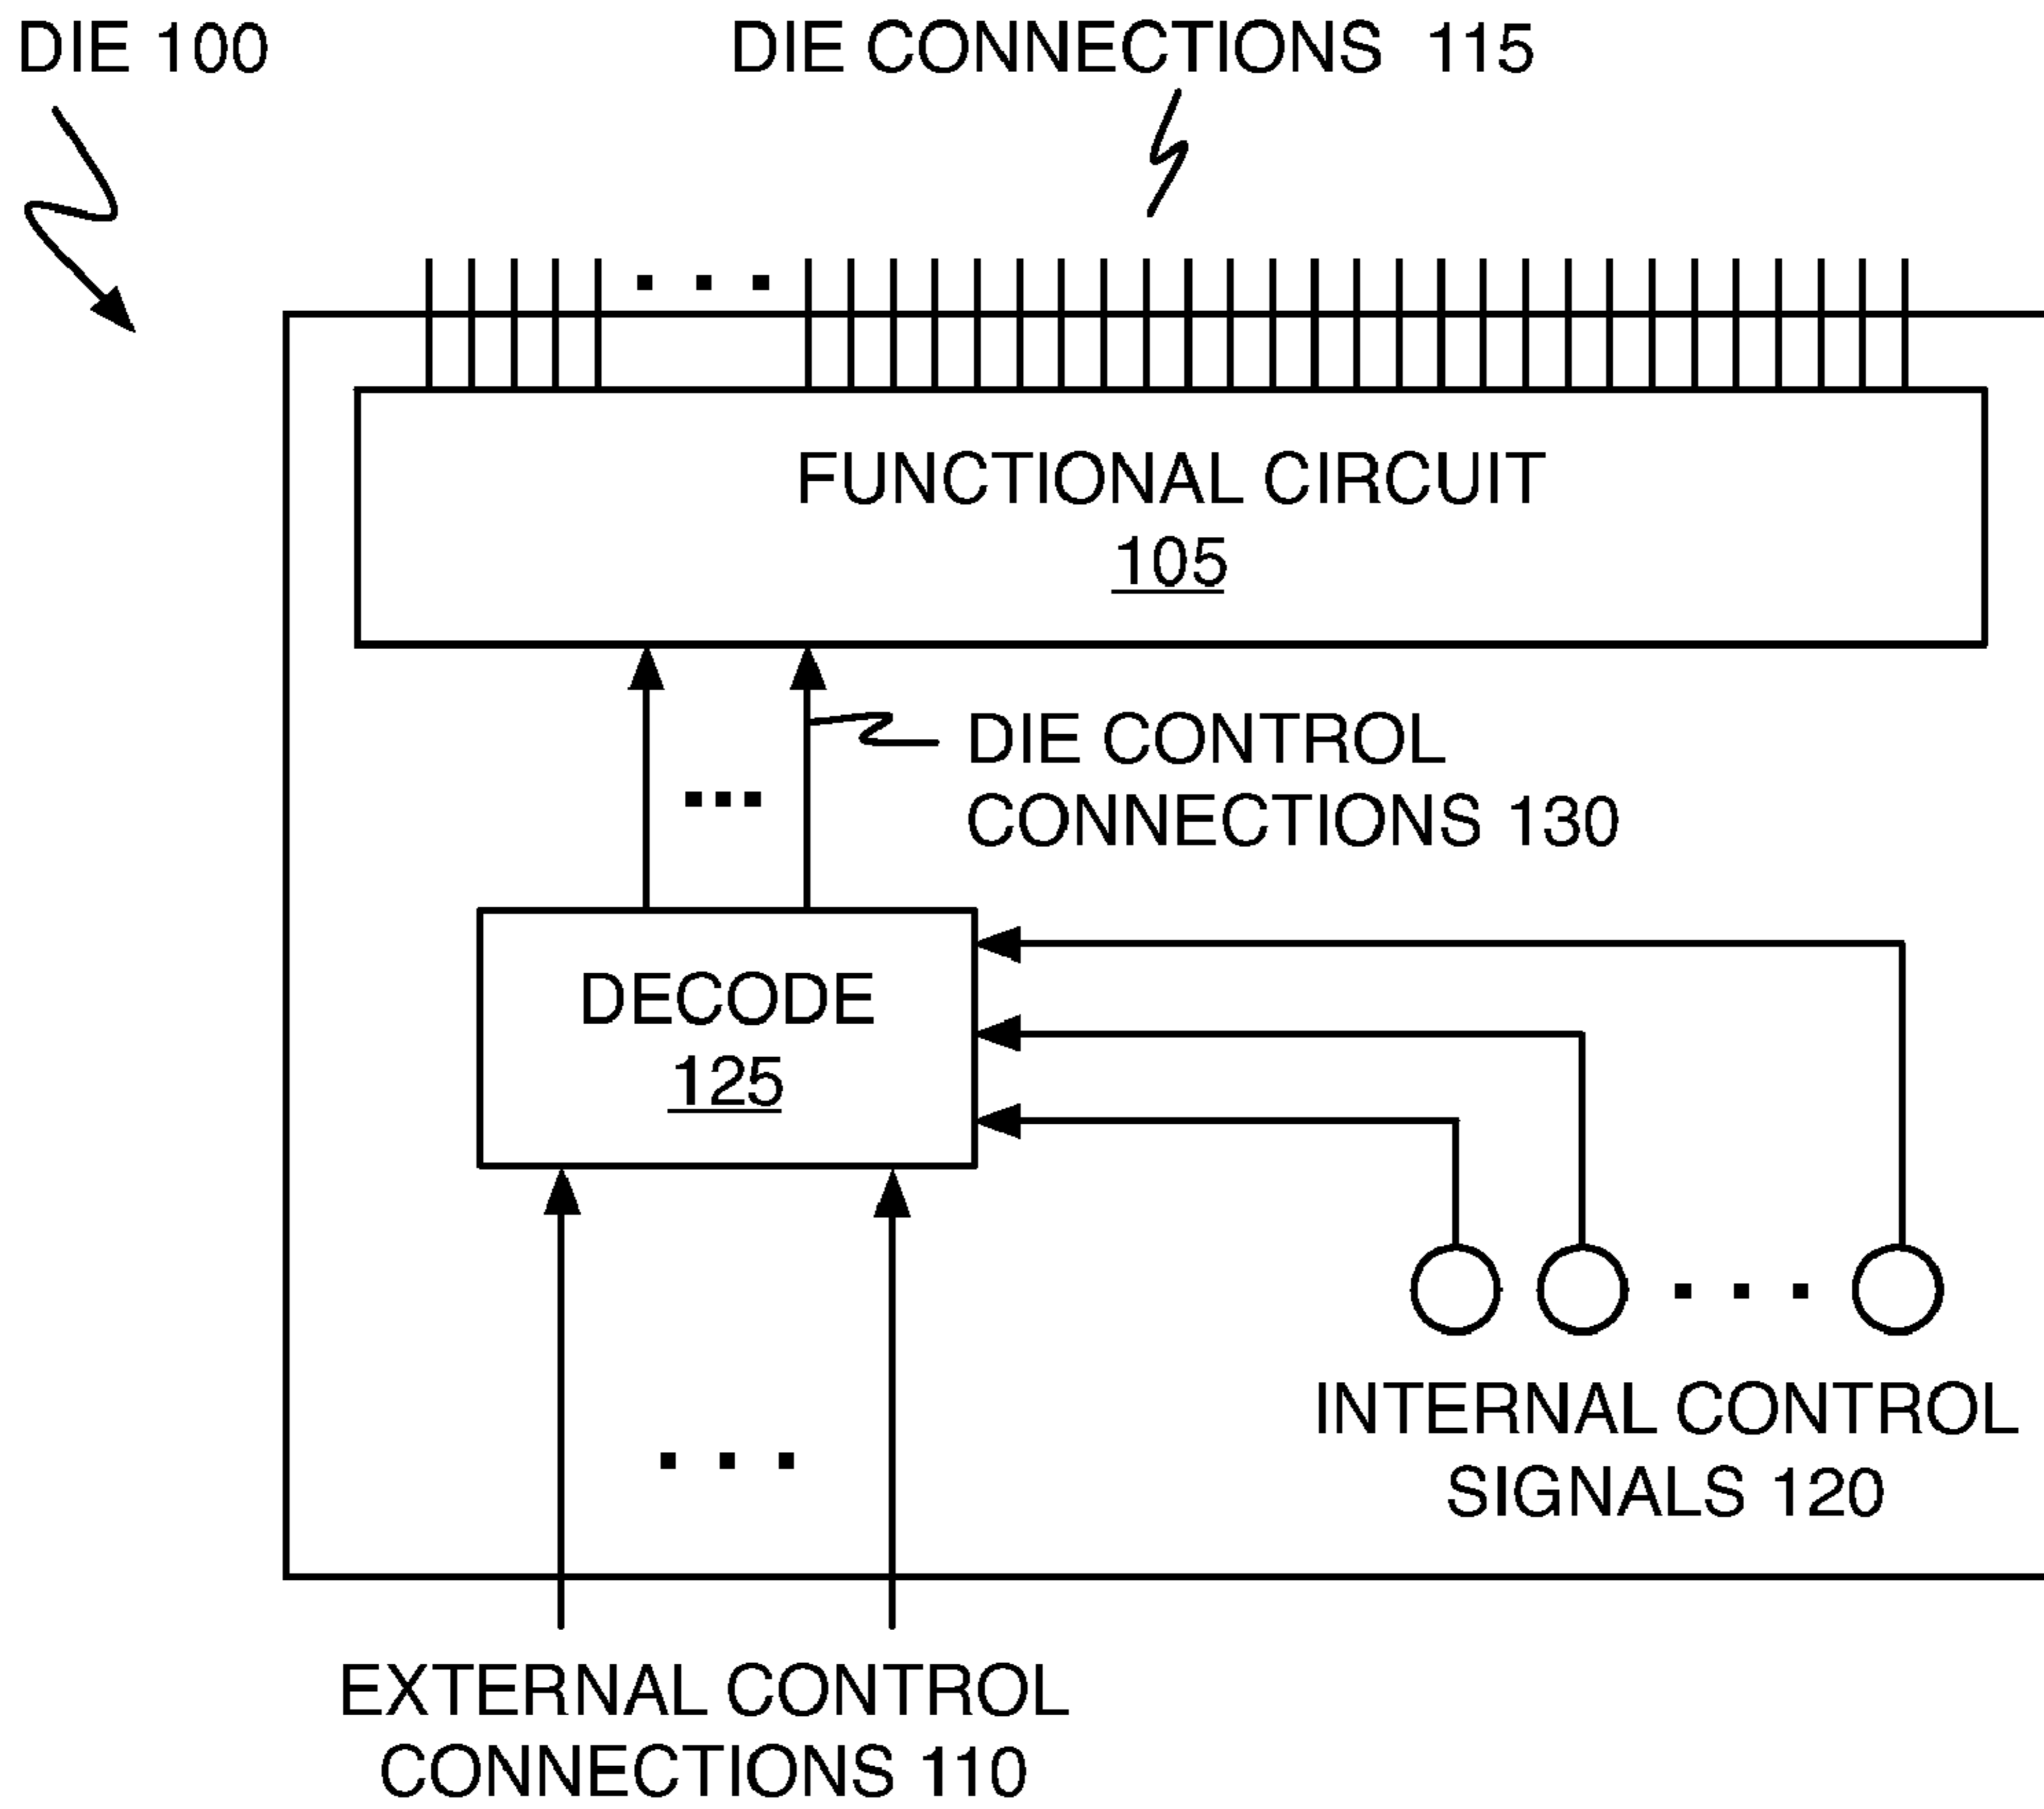 DIE 100
DIE CONNECTIONS 115
FUNCTIONAL CIRCUIT
105
DIE CONTROL
CONNECTIONS 130
DECODE
125
INTERNAL CONTROL
SIGNALS 120
EXTERNAL CONTROL
CONNECTIONS 110